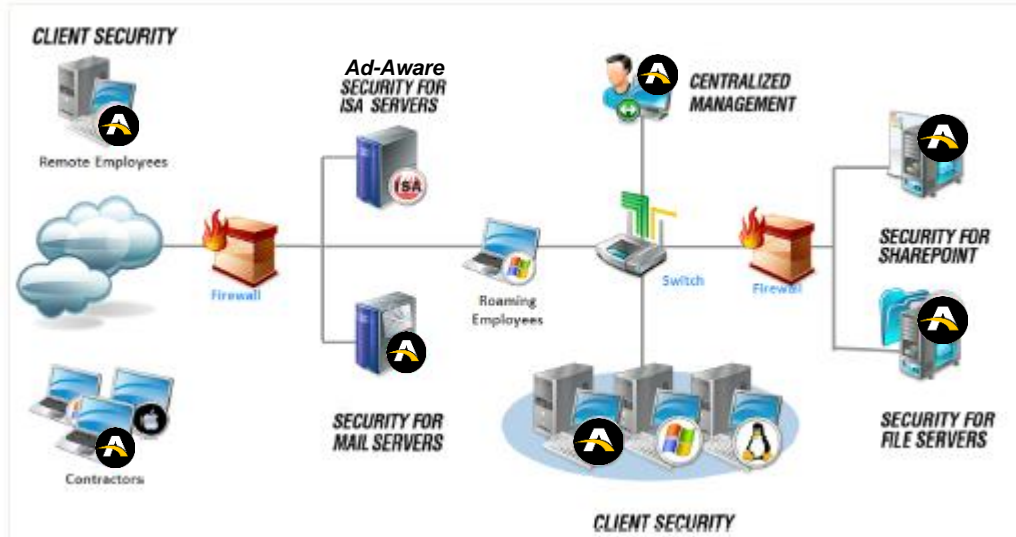 CLIENT SECURITY
Remote Employees
Ad-Aware
SECURITY FOR
ISA SERVERS
ISA
CENTRALIZED
MANAGEMENT
Firewall
Roaming
Employees
Switch
Firewall
SECURITY FOR
SHAREPOINT
Contractors
SECURITY FOR
MAIL SERVERS
SECURITY FOR
FILE SERVERS
CLIENT SECURITY